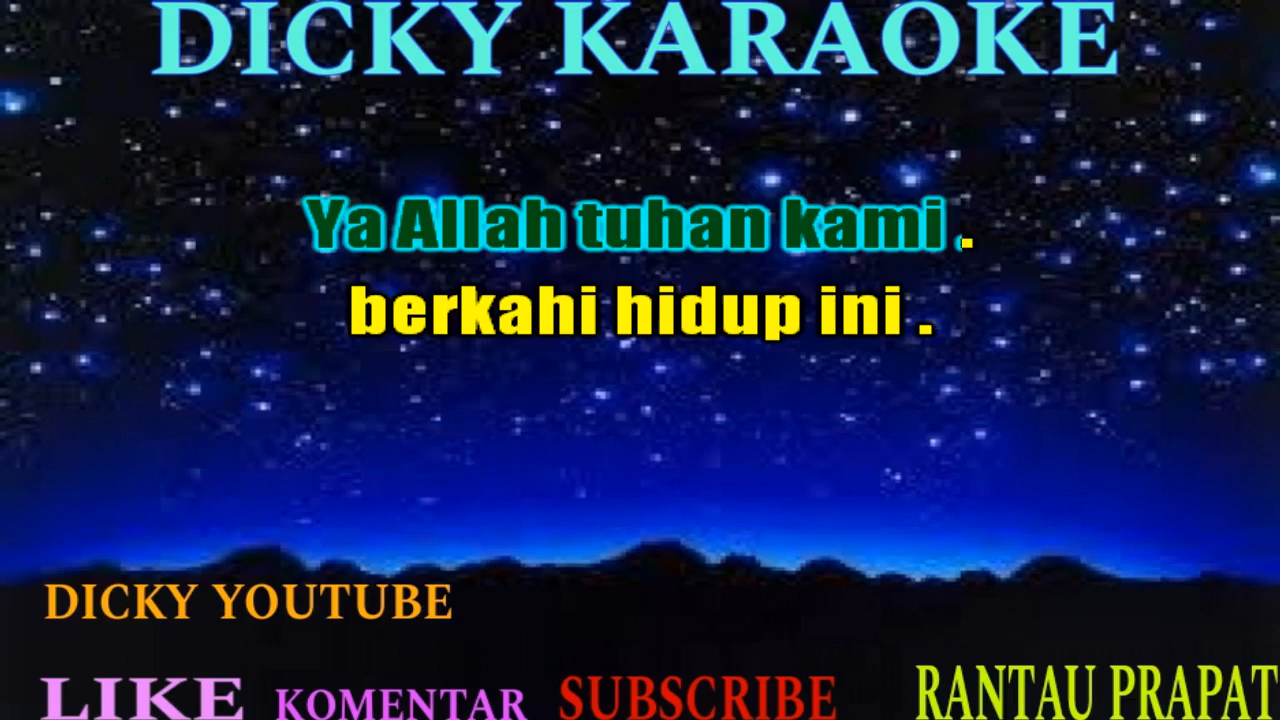 DICKY KARAOKE
Ya Allah tuhan kami .
berkahi hidup ini .
DICKY YOUTUBE
LIKE KOMENTAR SUBSCRIBE RANTAU PRAPAT